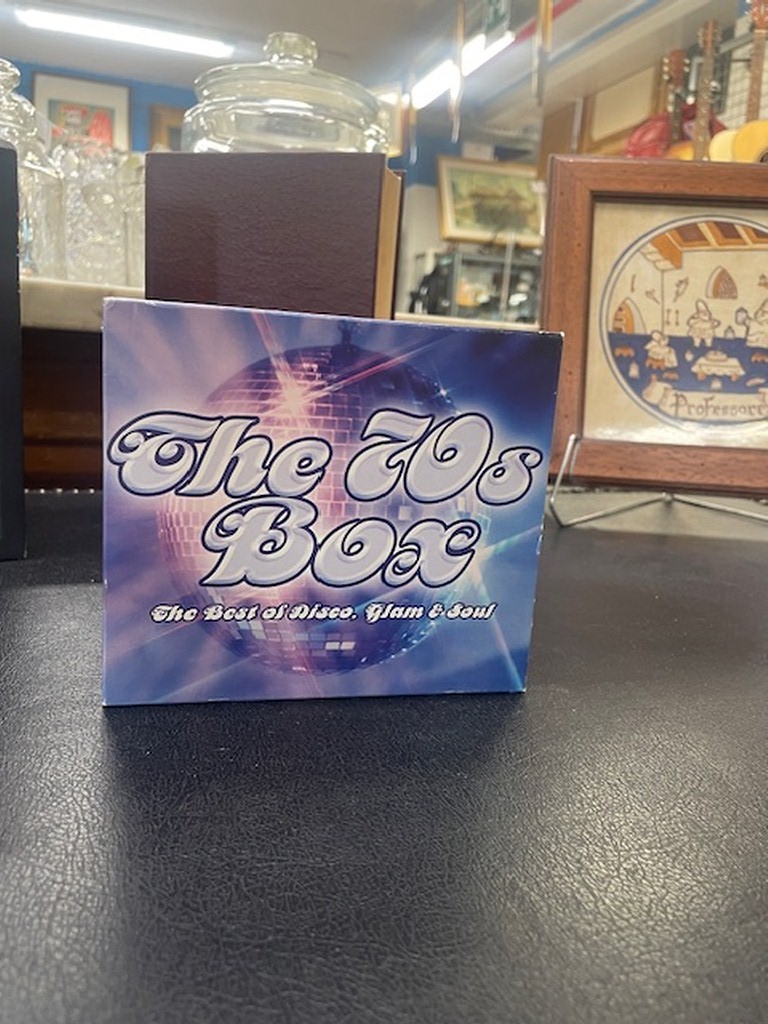 The 70s
Box
The Best of Disco, Glam & Soul
Professor